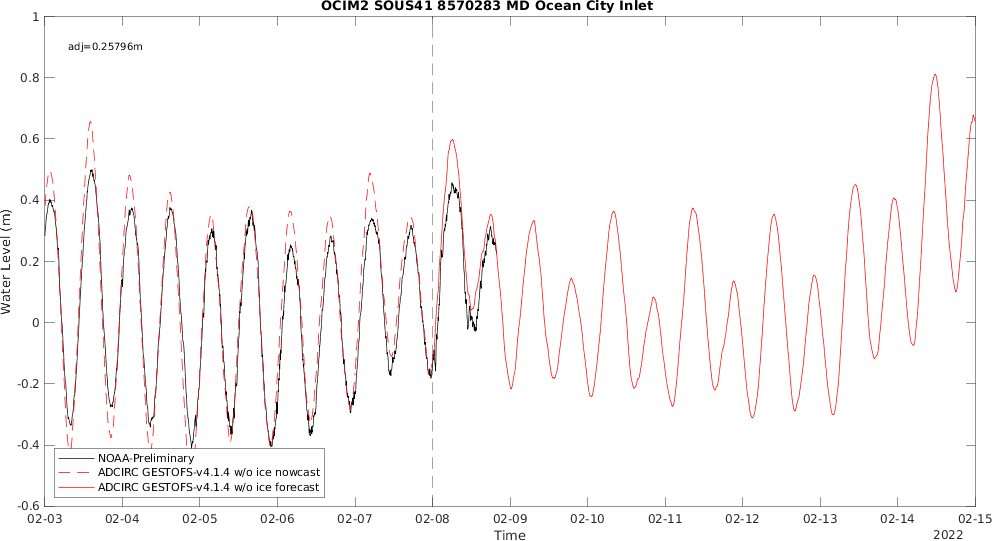 OCIM2 SOUS41 8570283 MD Ocean City Inlet
adj=0.25796m
Water Level (m)
1
0.8
0.6
0.4
0.2
0
-0.2
-0.4
-0.6
NOAA-Preliminary
ADCIRC GESTOFS-v4.1.4 w/o ice nowcast
ADCIRC GESTOFS-v4.1.4 w/o ice forecast
02-03 02-04 02-05 02-06 02-07 02-08 02-09 02-10 02-11 02-12 02-13 02-14 02-15
Time
2022